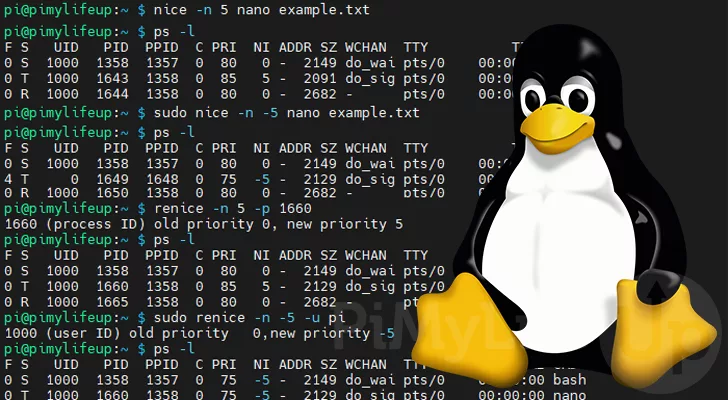 pi@pimylifeup:~ $ nice -n 5 nano example.txt
pi@pimylifeup:~ $ ps -l
F S   UID   PID  PPID  C PRI  NI ADDR SZ WCHAN  TTY
0 S  1000  1358  1357  0  80   0 -  2149 do_wai pts/0    00:00
0 T  1000  1643  1358  0  85   5 -  2091 do_sig pts/0    00:00
0 R  1000  1644  1358  0  80   0 -  2682 -      pts/0    00:00
pi@pimylifeup:~ $ sudo nice -n -5 nano example.txt
pi@pimylifeup:~ $ ps -l
F S   UID   PID  PPID  C PRI  NI ADDR SZ WCHAN  TTY
0 S  1000  1358  1357  0  80   0 -  2149 do_wai pts/0    00:00
4 T     0  1649  1648  0  75  -5 -  2129 do_sig pts/0    00:00
0 R  1000  1650  1358  0  80   0 -  2682 -      pts/0
pi@pimylifeup:~ $ renice -n 5 -p 1660
1660 (process ID) old priority 0, new priority 5
pi@pimylifeup:~ $ ps -l
F S   UID   PID  PPID  C PRI  NI ADDR SZ WCHAN  TTY
0 S  1000  1358  1357  0  80   0 -  2149 do_wai pts/0
0 T  1000  1660  1358  0  85   5 -  2129 do_sig pts/0
0 R  1000  1665  1358  0  80   0 -  2682 -
pi@pimylifeup:~ $ sudo renice -n -5 -u pi
1000 (user ID) old priority   0,new priority -5
pi@pimylifeup:~ $ ps -l
F S   UID   PID  PPID  C PRI  NI ADDR SZ WCHAN
0 S  1000  1358  1357  0  75  -5 -  2149 do_wai pts/0 00:00:00 bash
0 T  1000  1660  1358  0  75  -5 -  2129 do_sig pts/0 00:00:00 nano